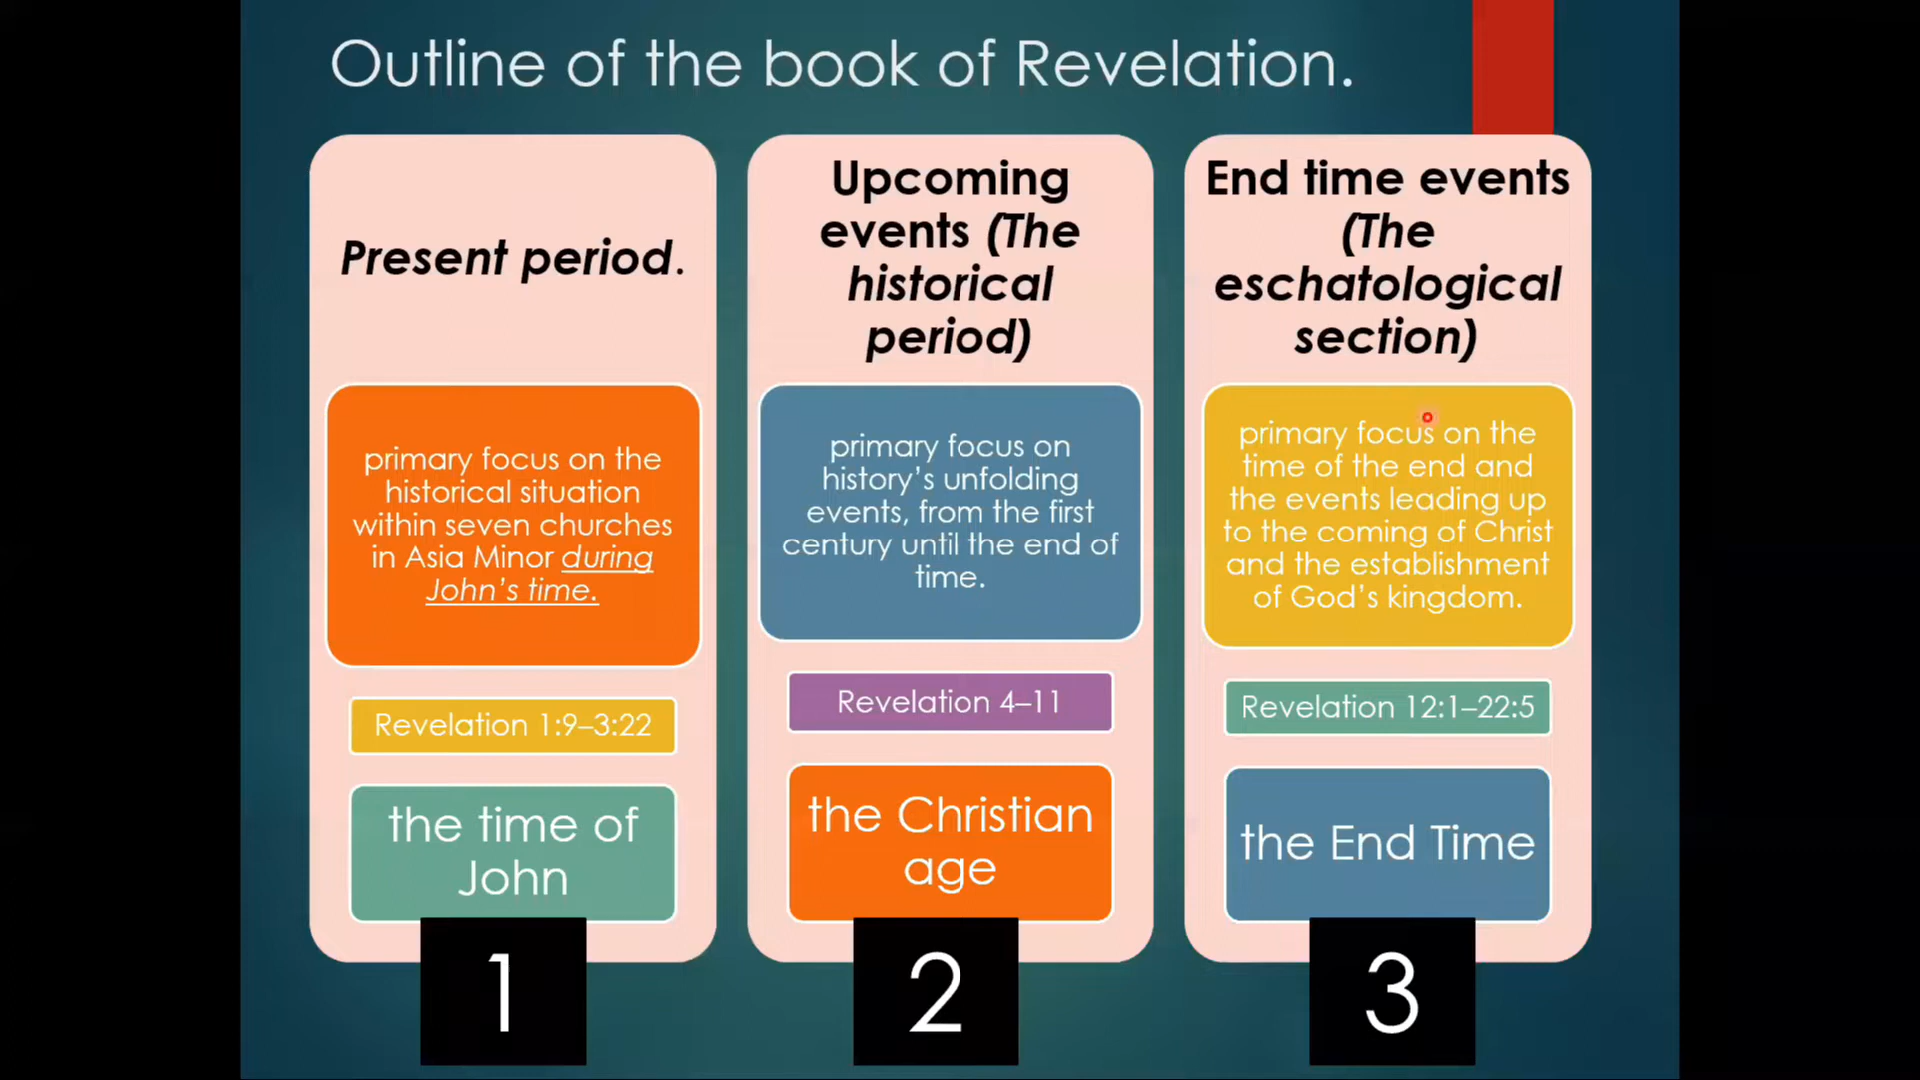 Outline of the book of Revelation.
Present period.
primary focus on the
historical situation
within seven churches
in Asia Minor during
John's time.
Revelation 1:9–3:22
the time of
John
1
Upcoming
events (The
historical
period)
primary focus on
history's unfolding
events, from the first
century until the end of
time.
Revelation 4–11
the Christian
age
2
End time events
(The
eschatological
section)
primary focus on the
time of the end and
the events leading up
to the coming of Christ
and the establishment
of God's kingdom.
Revelation 12:1–22:5
the End Time
3